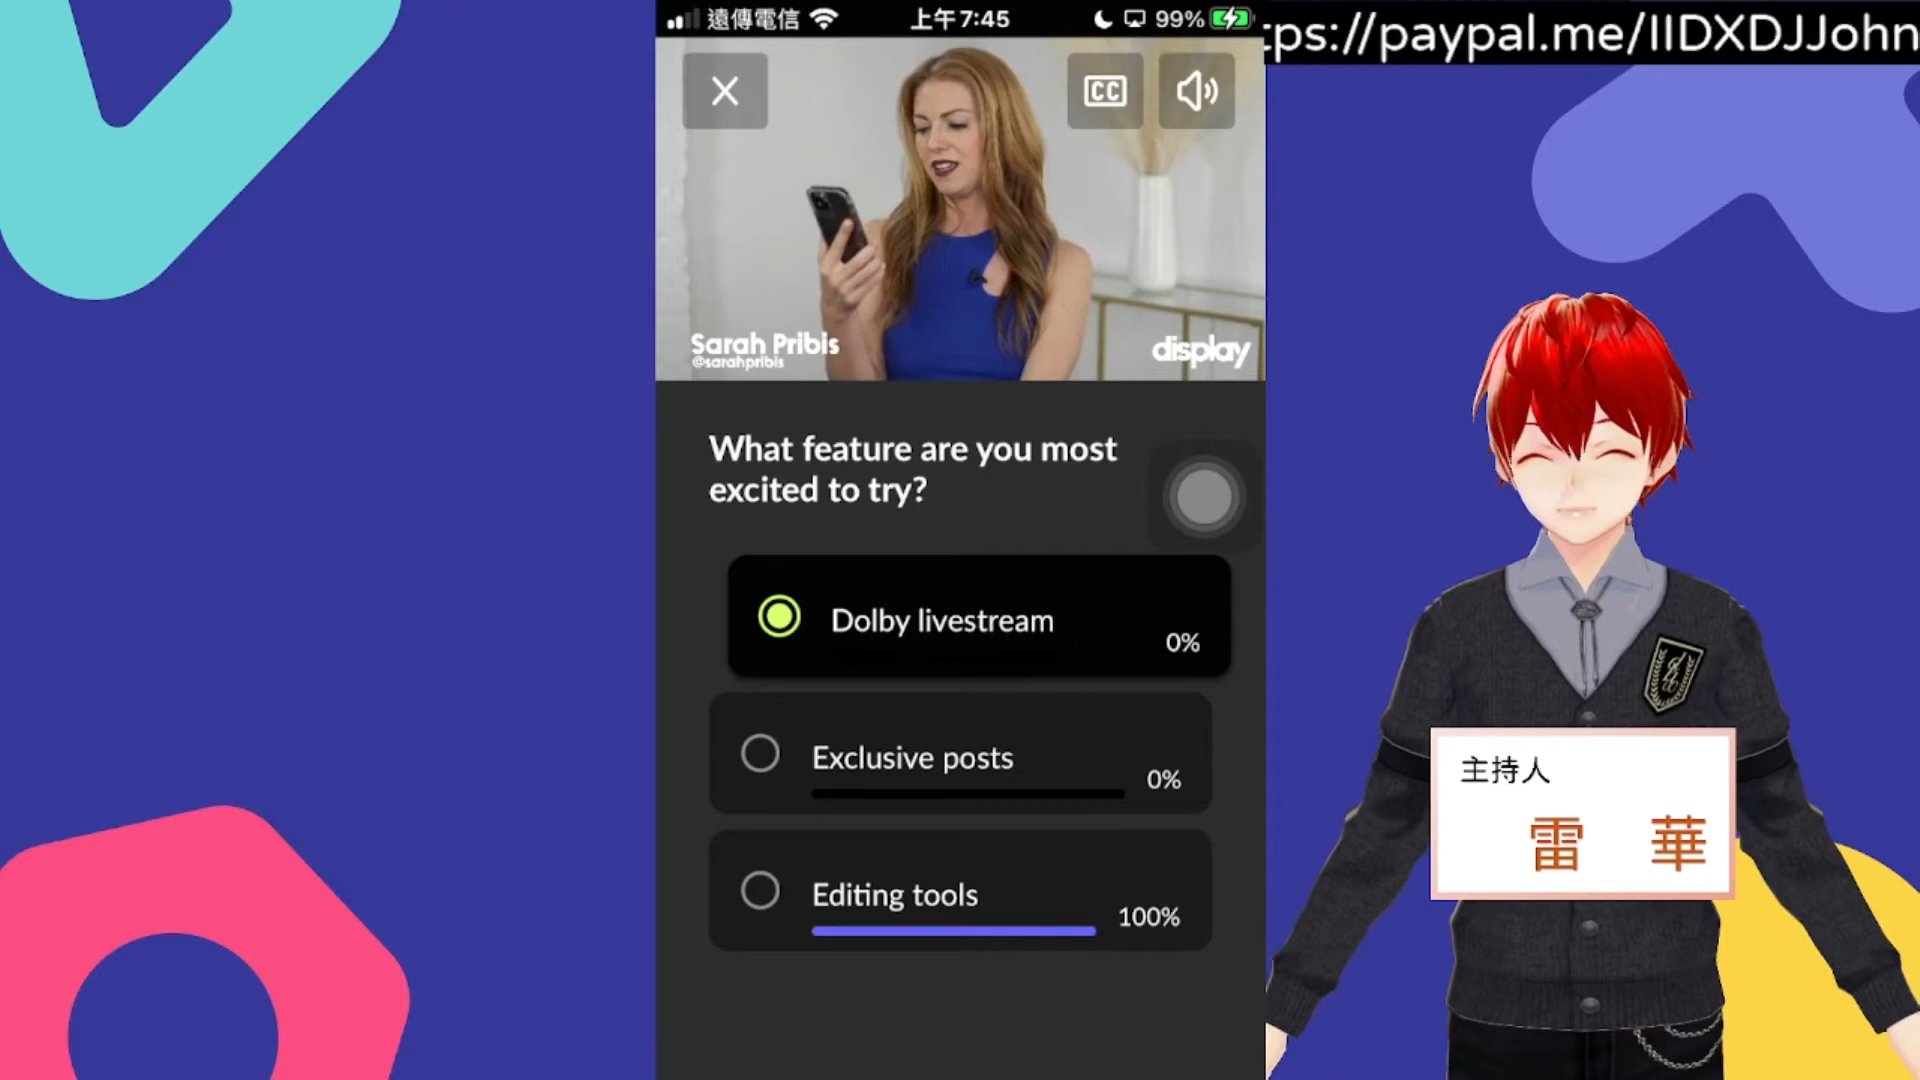 遠傳電信
上午7:45
99%
tps://paypal.me/IIDXDJJohn
CC
Sarah Pribis
@sarahpribis
display
What feature are you most
excited to try?
Dolby livestream
0%
Exclusive posts
0%
Editing tools
100%
主持人
雷 華